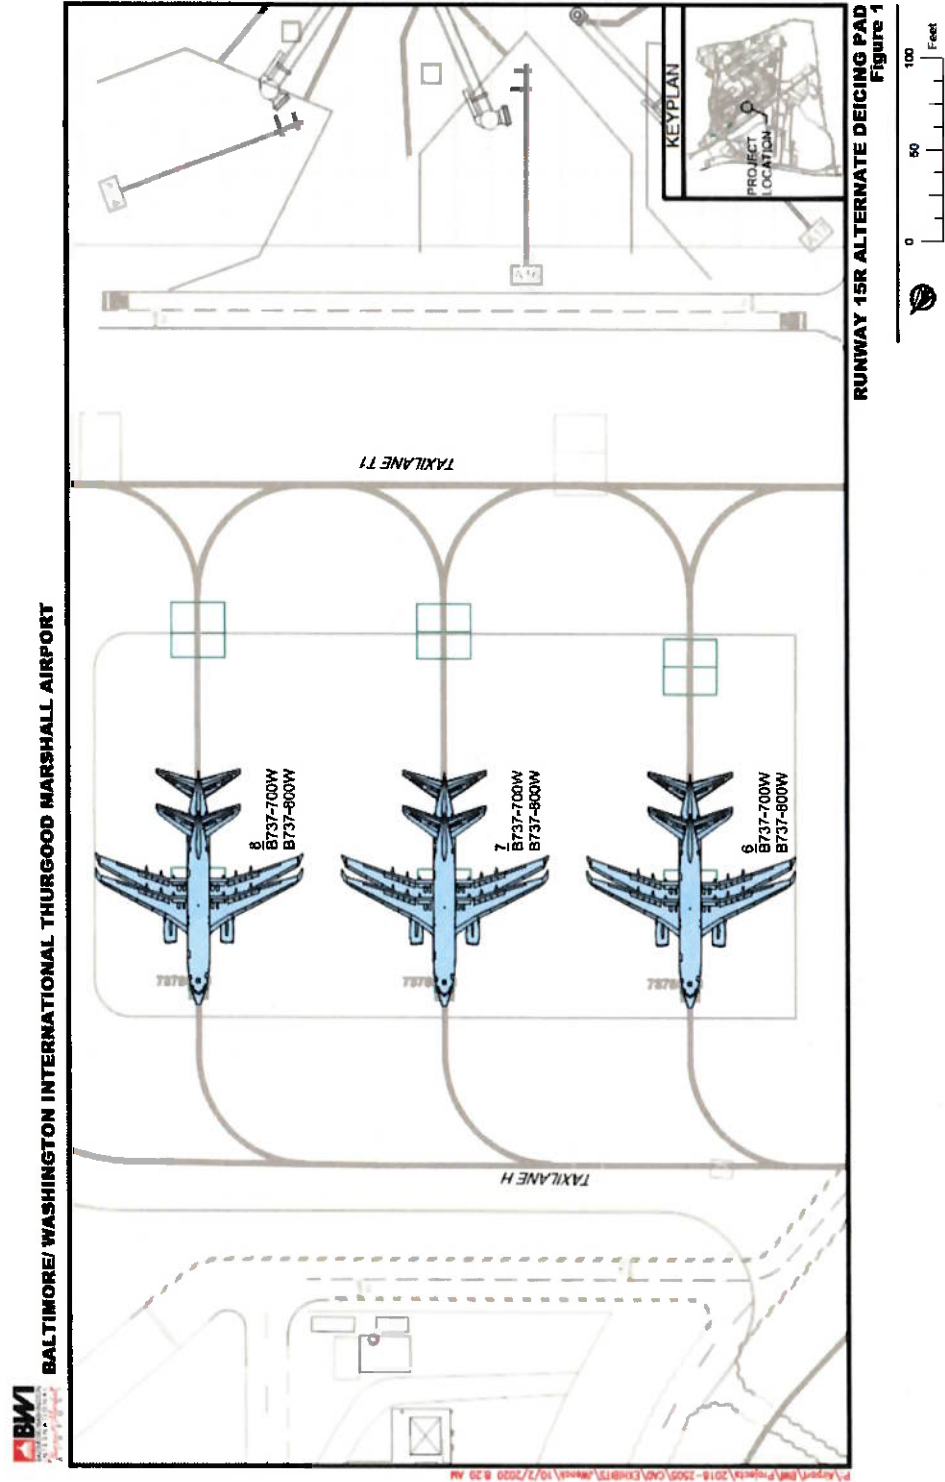 BWI
BALTIMORE/ WASHINGTON INTERNATIONAL THURGOOD MARSHALL AIRPORT
TAXILANE H
TAXILANE T1
8
B737-700W
B737-800W
7
B737-700W
B737-800W
6
B737-700W
B737-800W
KEYPLAN
PROJECT
LOCATION
RUNWAY 15R ALTERNATE DEICING PAD
Figure 1
0 50 100
Feet